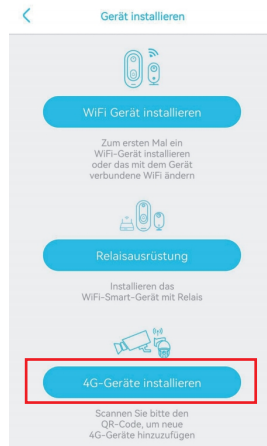 Gerät installieren
WiFi Gerät installieren
Zum ersten Mal ein
WiFi-Gerät installieren
oder das mit dem Gerät
verbundene WiFi ändern
Relaisausrüstung
Installieren das
WiFi-Smart-Gerät mit Relais
4G-Geräte installieren
Scannen Sie bitte den
QR-Code, um neue
4G-Geräte hinzuzufügen